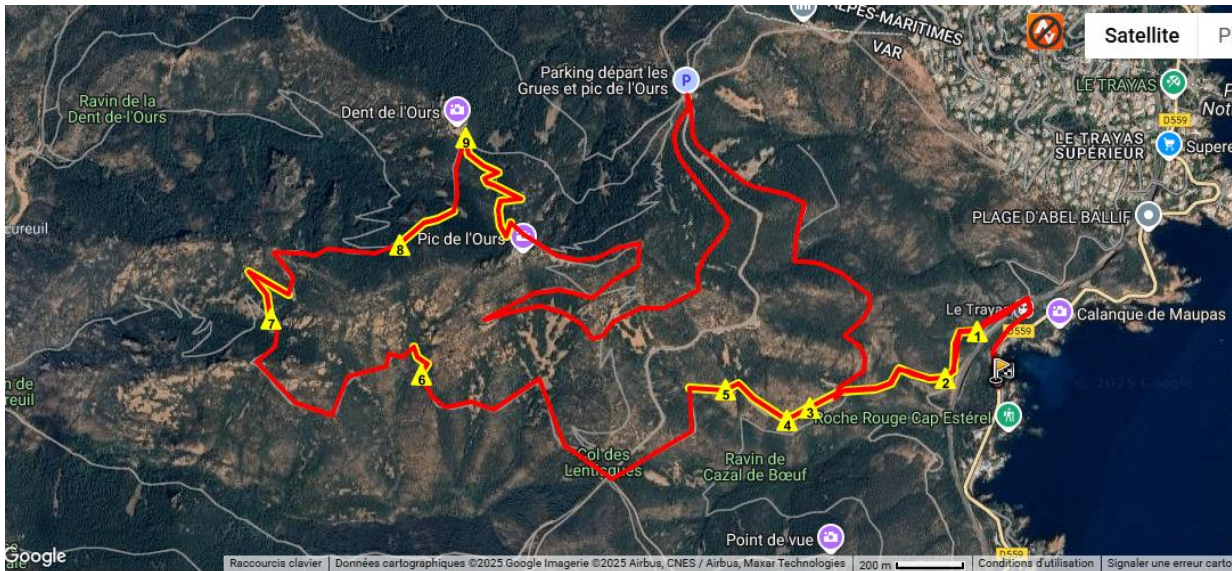 ALPES-MARITIMES
VAR
Satellite
P
Parking départ les
Grues et pic de l'Ours
P
LE TRAYAS
Ravin de la
Dent de l'Ours
Dent de l'Ours
9
D559
LE TRAYAS
SUPÉRIEUR
Supere
PLAGE D'ABEL BALLIF
cureuil
8
Pic de l'Ours
7
Le Trayas
D559
Calanque de Maupas
1
6
5
2
© 2025 Google
3
4
Roche Rouge Cap Estérel
Col des
Lentisques
Ravin de
Cazal de Bœuf
Point de vue
D559
Google
Raccourcis clavier
Données cartographiques ©2025 Google Imagerie ©2025 Airbus, CNES / Airbus, Maxar Technologies
200 m
Conditions d'utilisation
Signaler une erreur cart